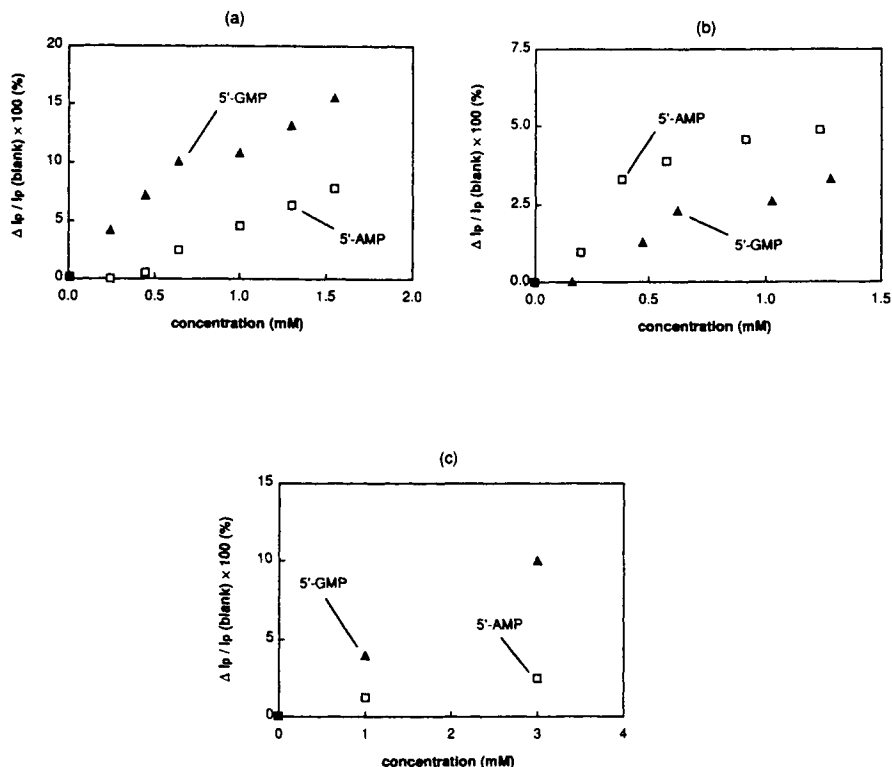 (a)
20
15
10
5
0
Δ Ip / Ip (blank) × 100 (%)
5'-GMP
5'-AMP
0.0 0.5 1.0 1.5 2.0
concentration (mM)
(b)
7.5
5.0
2.5
0.0
Δ Ip / Ip (blank) × 100 (%)
5'-AMP
5'-GMP
0.0 0.5 1.0 1.5
concentration (mM)
(c)
15
10
5
0
Δ Ip / Ip (blank) × 100 (%)
5'-GMP
5'-AMP
0 1 2 3 4
concentration (mM)